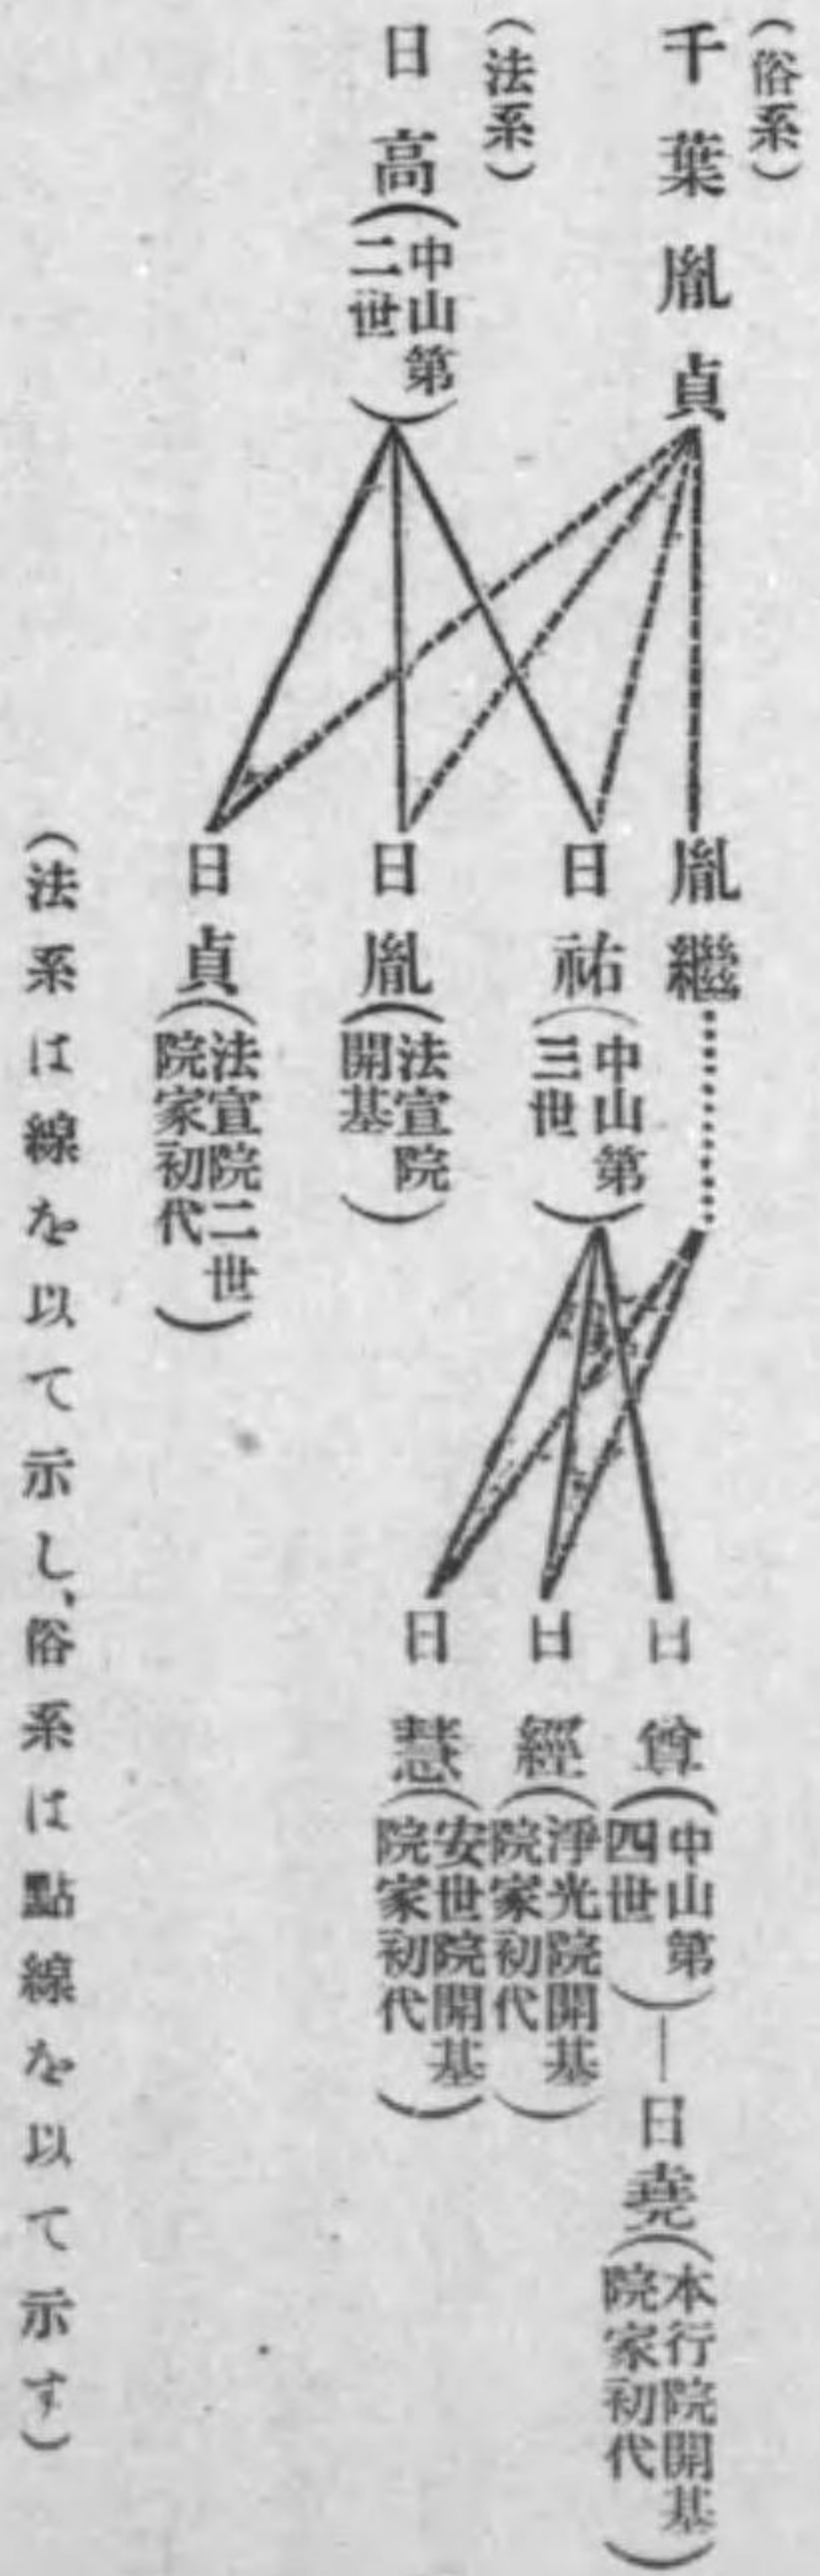 (俗系)
千葉胤貞
(法系)
日高(中山第二世)
胤繼
日祐(中山第三世)
日胤(法宣院開基)
日貞(法宣院二世院家初代)
日尊(中山第四世)―日堯(本行院開基院家初代)
日經(淨光院開基院家初代)
日慧(安世院開基院家初代)
(法系は線を以て示し、俗系は點線を以て示す)